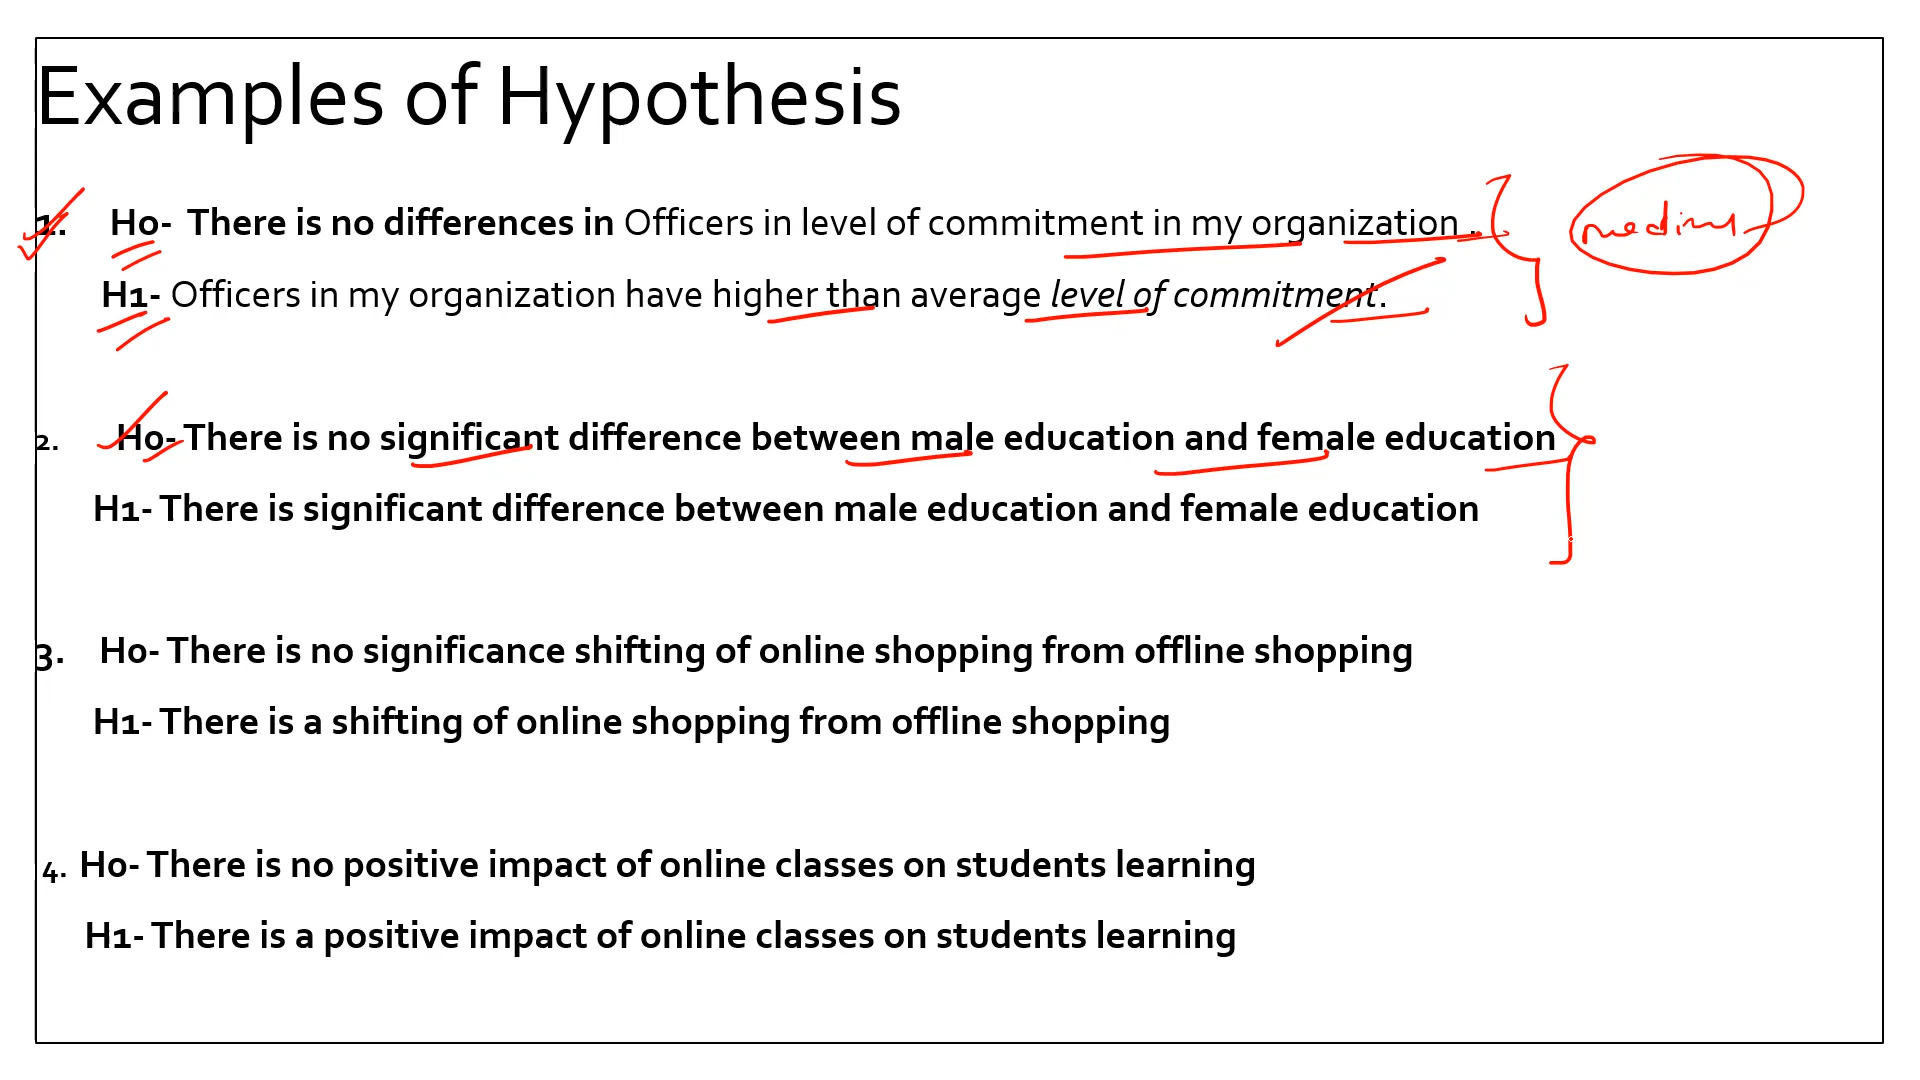 Examples of Hypothesis
1. Ho- There is no differences in Officers in level of commitment in my organization .
H1- Officers in my organization have higher than average level of commitment.
2. Ho- There is no significant difference between male education and female education
H1- There is significant difference between male education and female education
3. Ho- There is no significance shifting of online shopping from offline shopping
H1- There is a shifting of online shopping from offline shopping
4. Ho- There is no positive impact of online classes on students learning
H1- There is a positive impact of online classes on students learning